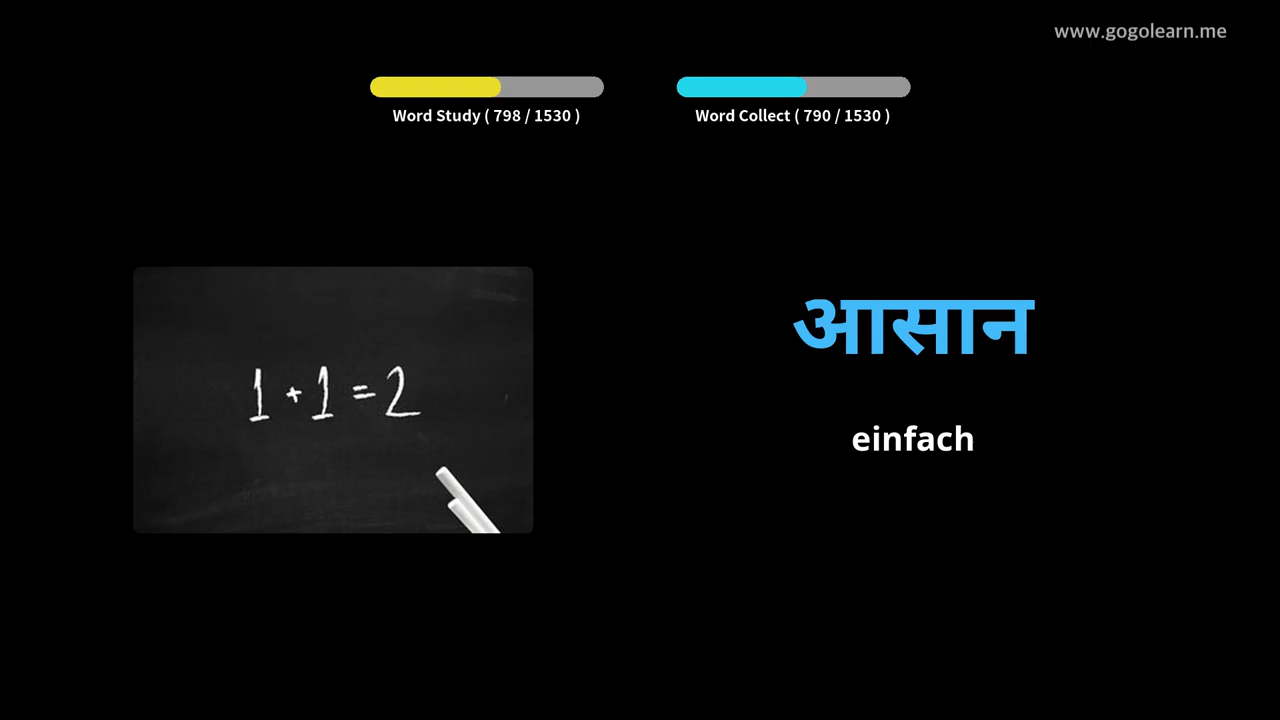 www.gogolearn.me
Word Study ( 798 / 1530 )
Word Collect ( 790 / 1530 )
1 + 1 = 2
आसान
einfach